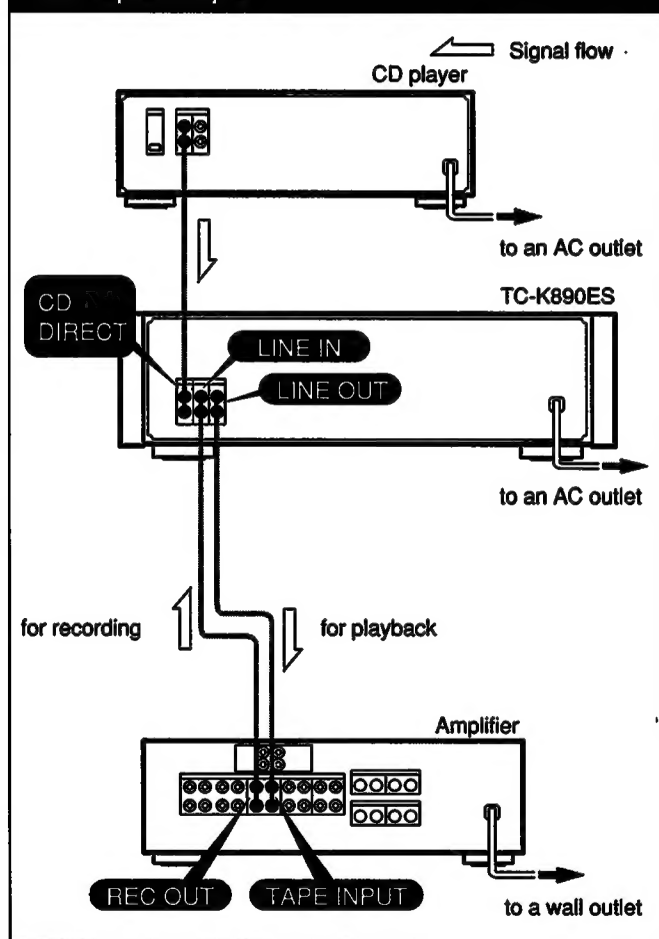 Signal flow
CD player
to an AC outlet
TC-K890ES
CD
DIRECT
LINE IN
LINE OUT
to an AC outlet
for recording
for playback
Amplifier
REC OUT
TAPE INPUT
to a wall outlet